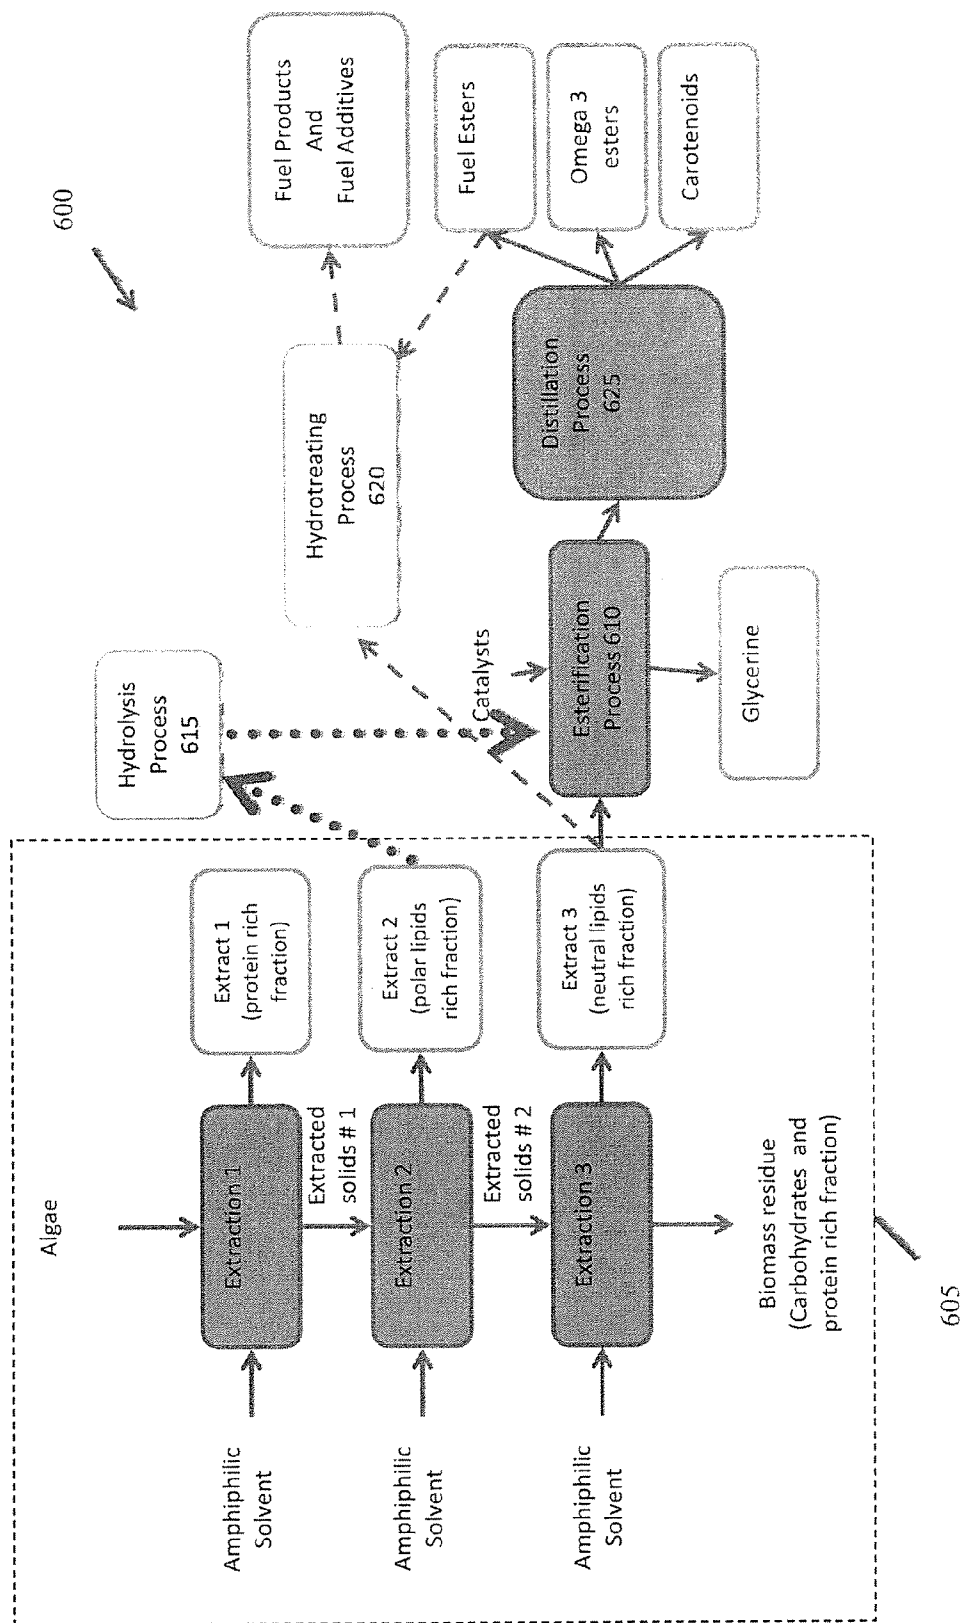 600
Algae
Amphiphilic
Solvent
Extraction 1
Extract 1
(protein rich
fraction)
Extracted
solids # 1
Amphiphilic
Solvent
Extraction 2
Extract 2
(polar lipids
rich fraction)
Extracted
solids # 2
Amphiphilic
Solvent
Extraction 3
Extract 3
(neutral lipids
rich fraction)
Biomass residue
(Carbohydrates and
protein rich fraction)
605
Hydrolysis
Process
615
Catalysts
Esterification
Process 610
Glycerine
Hydrotreating
Process
620
Distillation
Process
625
Fuel Products
And
Fuel Additives
Fuel Esters
Omega 3
esters
Carotenoids